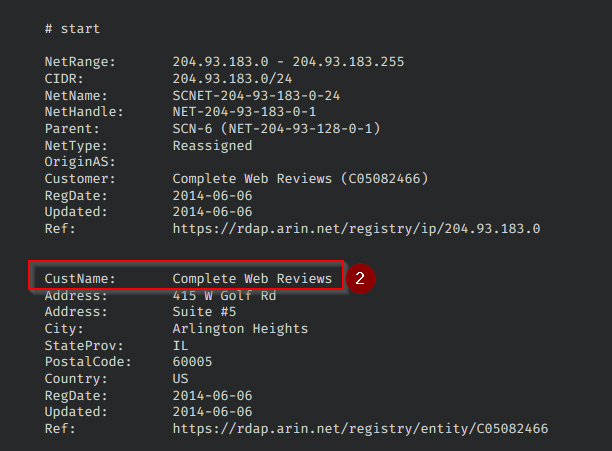 # start
NetRange: 204.93.183.0 - 204.93.183.255
CIDR: 204.93.183.0/24
NetName: SCNET-204-93-183-0-24
NetHandle: NET-204-93-183-0-1
Parent: SCN-6 (NET-204-93-128-0-1)
NetType: Reassigned
OriginAS:
Customer: Complete Web Reviews (C05082466)
RegDate: 2014-06-06
Updated: 2014-06-06
Ref: https://rdap.arin.net/registry/ip/204.93.183.0
CustName: Complete Web Reviews 2
Address: 415 W Golf Rd
Address: Suite #5
City: Arlington Heights
StateProv: IL
PostalCode: 60005
Country: US
RegDate: 2014-06-06
Updated: 2014-06-06
Ref: https://rdap.arin.net/registry/entity/C05082466